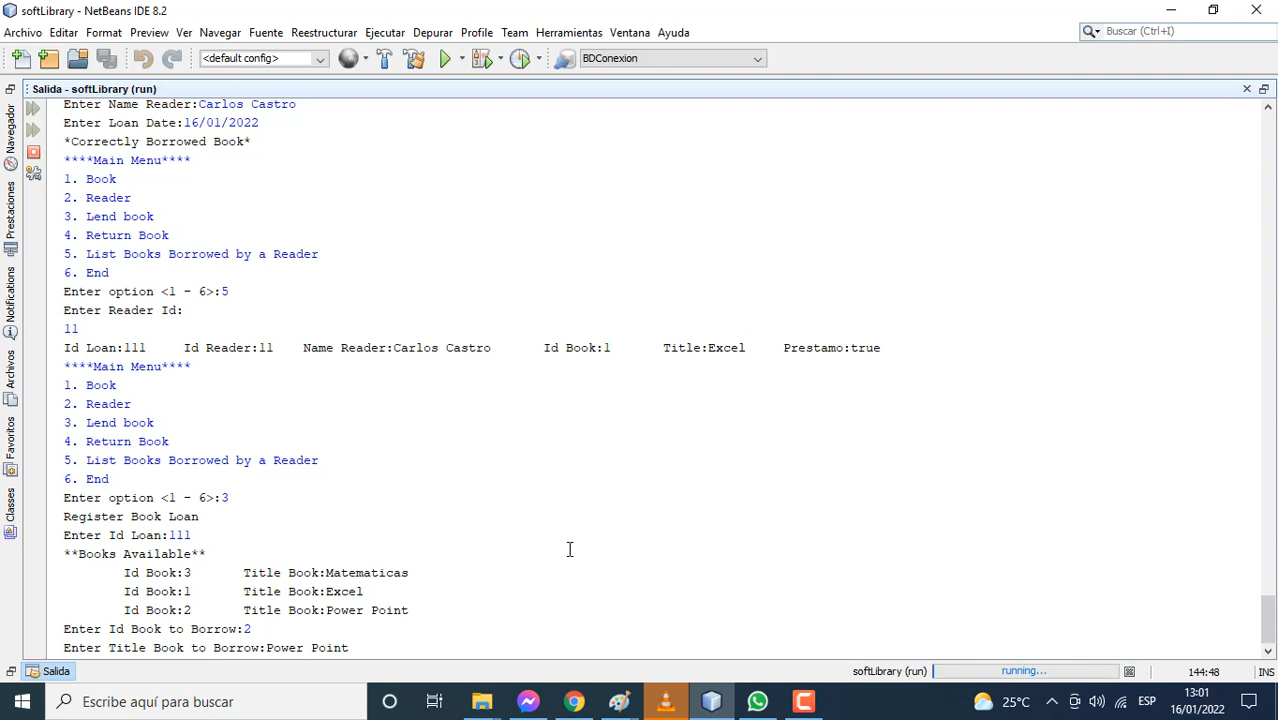 softLibrary - NetBeans IDE 8.2
Archivo Editar Format Preview Ver Navegar Fuente Reestructurar Ejecutar Depurar Profile Team Herramientas Ventana Ayuda
Buscar (Ctrl+I)
<default config>
BDConexion
Salida - softLibrary (run)
Enter Name Reader:Carlos Castro
Enter Loan Date:16/01/2022
*Correctly Borrowed Book*
****Main Menu****
1. Book
2. Reader
3. Lend book
4. Return Book
5. List Books Borrowed by a Reader
6. End
Enter option <1 - 6>:5
Enter Reader Id:
11
Id Loan:111 Id Reader:11 Name Reader:Carlos Castro Id Book:1 Title:Excel Prestamo:true
****Main Menu****
1. Book
2. Reader
3. Lend book
4. Return Book
5. List Books Borrowed by a Reader
6. End
Enter option <1 - 6>:3
Register Book Loan
Enter Id Loan:111
**Books Available**
Id Book:3 Title Book:Matematicas
Id Book:1 Title Book:Excel
Id Book:2 Title Book:Power Point
Enter Id Book to Borrow:2
Enter Title Book to Borrow:Power Point
Navegador
Prestaciones
Notifications
Archivos
Favoritos
Classes
Salida
softLibrary (run)
running...
144:48
INS
Escribe aquí para buscar
25°C
ESP
13:01
16/01/2022